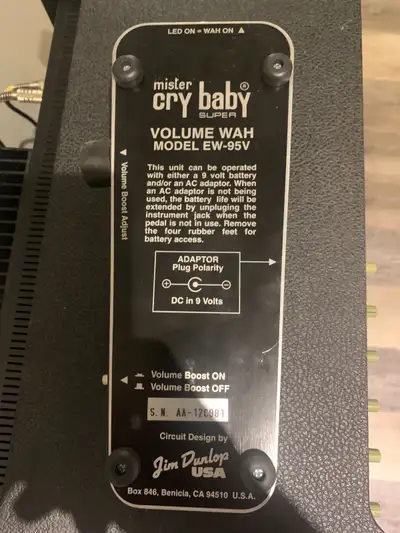 LED ON = WAH ON ▲
mister
cry baby®
SUPER
VOLUME WAH
MODEL EW-95V
This unit can be operated
with either a 9 volt battery
and/or an AC adaptor. When
an AC adaptor is not being
used, the battery life will be
extended by unpluging the
instrument jack when the
pedal is not in use. Remove
the four rubber feet for
battery access.
▼ Volume Boost Adjust
ADAPTOR
Plug Polarity
+ −
DC in 9 Volts
Volume Boost ON
Volume Boost OFF
S.N. AA-120981
Circuit Design by
Jim Dunlop
USA
Box 846, Benicia, CA 94510 U.S.A.